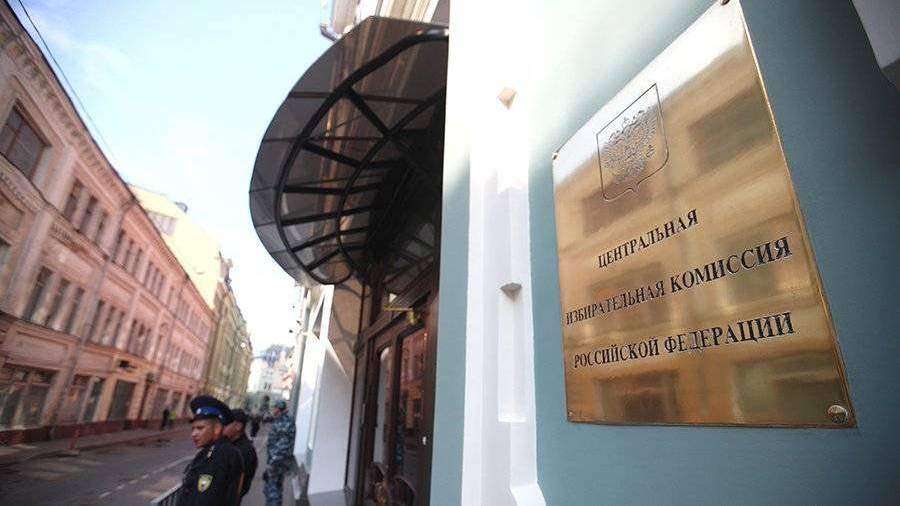 ЦЕНТРАЛЬНАЯ
ИЗБИРАТЕЛЬНАЯ КОМИССИЯ
РОССИЙСКОЙ ФЕДЕРАЦИИ